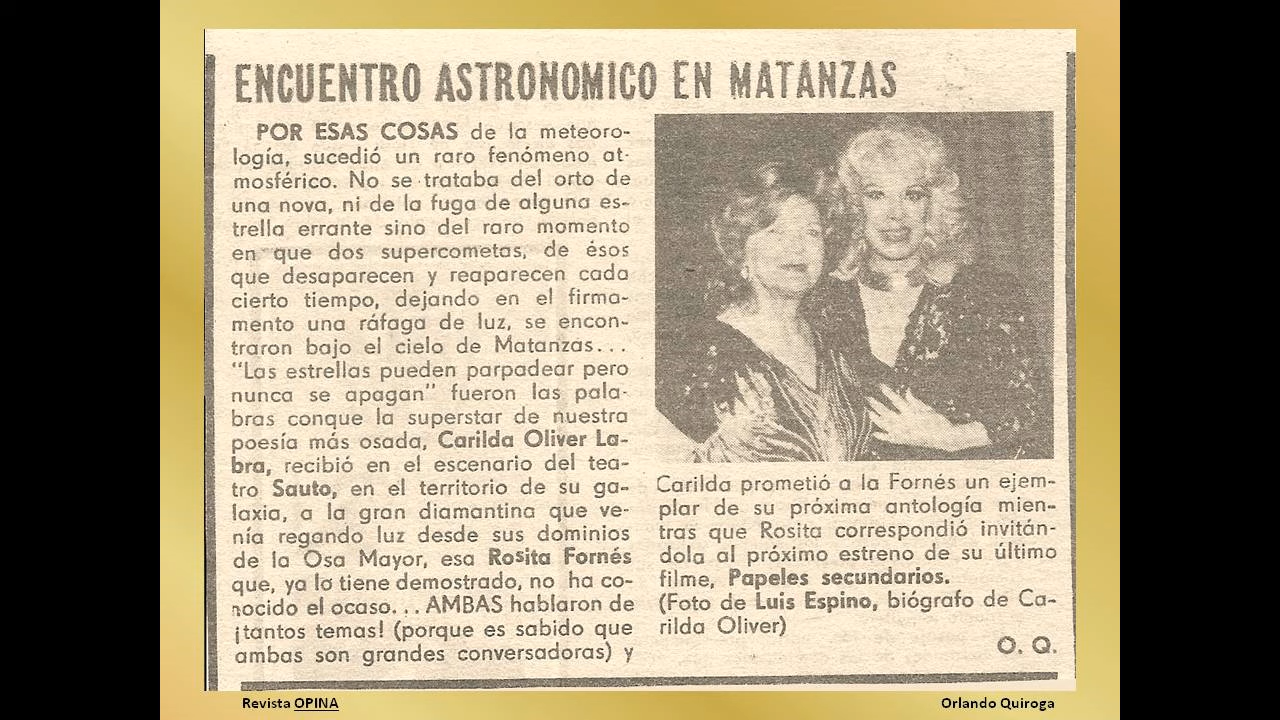 ENCUENTRO ASTRONOMICO EN MATANZAS
POR ESAS COSAS de la meteoro-
logía, sucedió un raro fenómeno at-
mosférico. No se trataba del orto de
una nova, ni de la fuga de alguna es-
trella errante sino del raro momento
en que dos supercometas, de ésos
que desaparecen y reaparecen cada
cierto tiempo, dejando en el firma-
mento una ráfaga de luz, se encon-
traron bajo el cielo de Matanzas...
“Las estrellas pueden parpadear pero
nunca se apagan” fueron las pala-
bras conque la superstar de nuestra
poesía más osada, Carilda Oliver La-
bra, recibió en el escenario del tea-
tro Sauto, en el territorio de su ga-
laxia, a la gran diamantina que ve-
nía regando luz desde sus dominios
de la Osa Mayor, esa Rosita Fornés
que, ya lo tiene demostrado, no ha co-
nocido el ocaso... AMBAS hablaron de
¡tantos temas! (porque es sabido que
ambas son grandes conversadoras) y
Carilda prometió a la Fornés un ejem-
plar de su próxima antología mien-
tras que Rosita correspondió invitán-
dola al próximo estreno de su último
filme, Papeles secundarios.
(Foto de Luis Espino, biógrafo de Ca-
rilda Oliver)
O. Q.
Revista OPINA
Orlando Quiroga